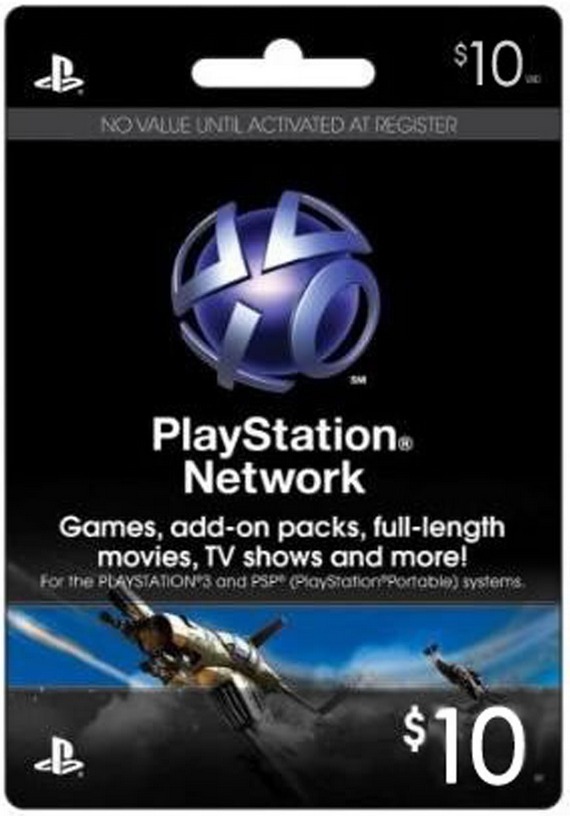 $10
NO VALUE UNTIL ACTIVATED AT REGISTER
SM
PlayStation®
Network
Games, add-on packs, full-length
movies, TV shows and more!
For the PLAYSTATION®3 and PSP® (PlayStation®Portable) systems.
$10